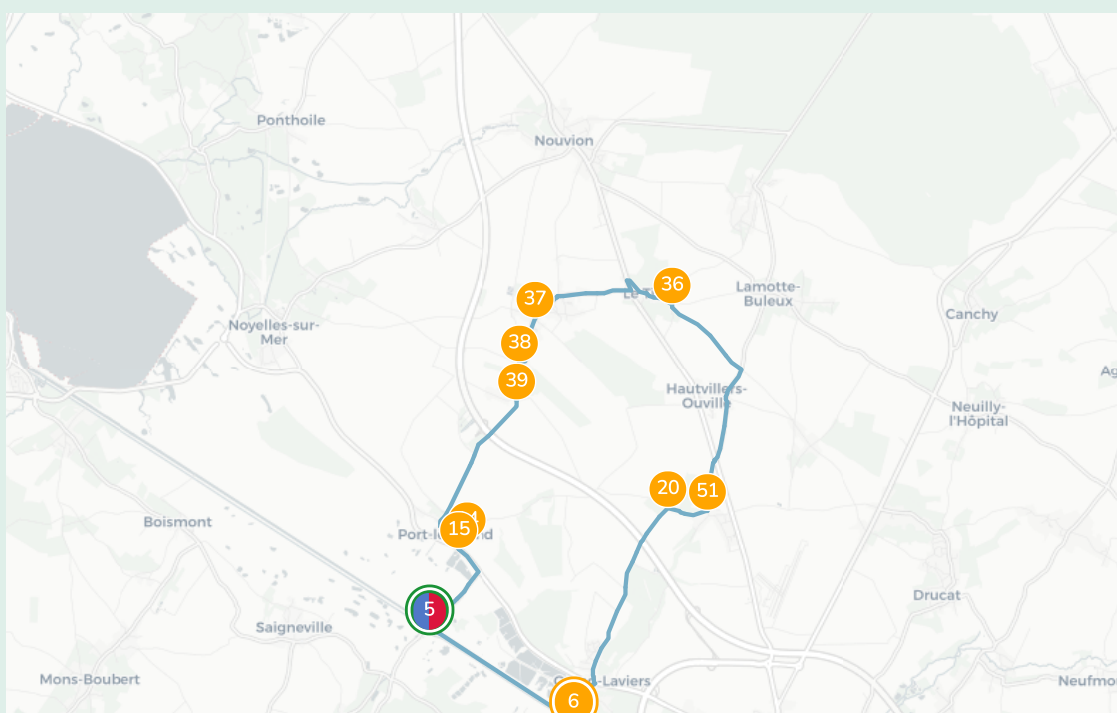 Ponthoile
Nouvion
36
37
Lamotte-
Buleux
Canchy
Noyelles-sur-
Mer
38
39
Hautvillers-
Ouville
Neuilly-
l'Hôpital
20
51
Boismont
15
5
Drucat
Saigneville
Mons-Boubert
6